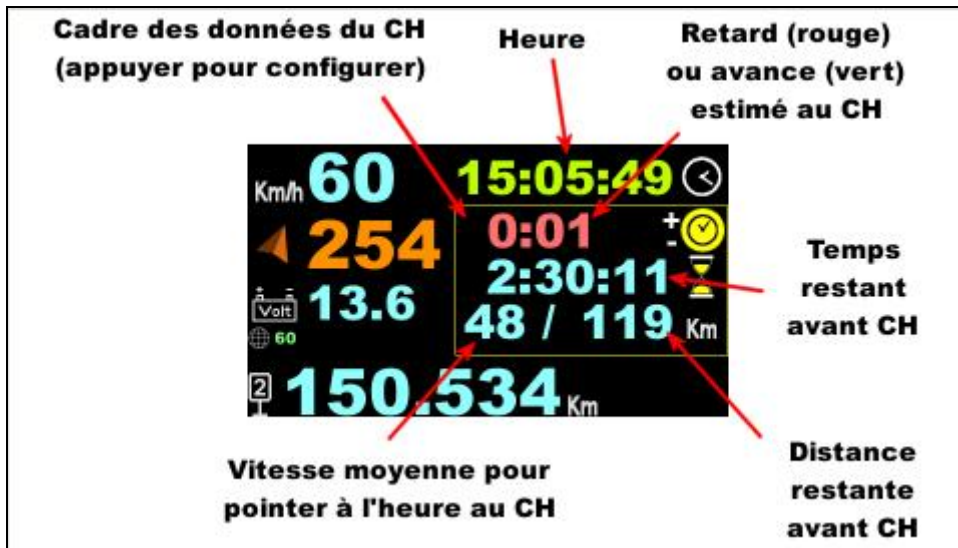 Cadre des données du CH
(appuyer pour configurer)
Heure
Retard (rouge)
ou avance (vert)
estimé au CH
Km/h 60
15:05:49
254
0:01
+
-
2:30:11
+ -
Volt 13.6
48 / 119 Km
60
2 150.534 Km
Temps
restant
avant CH
Vitesse moyenne pour
pointer à l'heure au CH
Distance
restante
avant CH